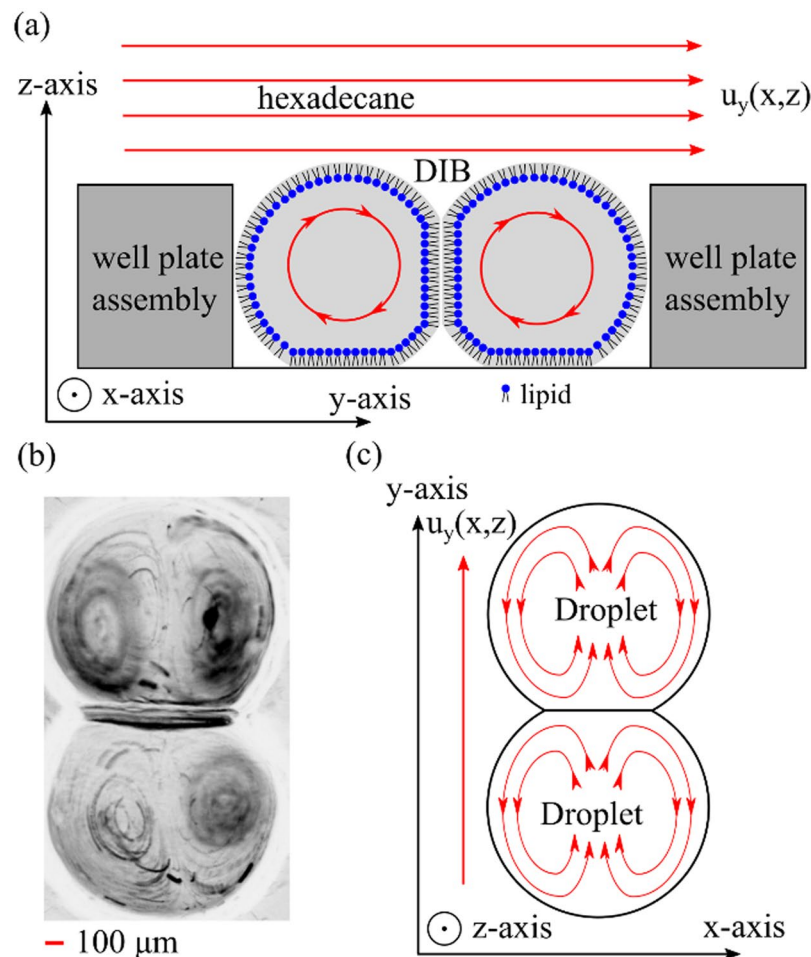 (a)
z-axis
hexadecane
u_y(x,z)
DIB
well plate
assembly
well plate
assembly
x-axis
y-axis
lipid
(b)
(c)
y-axis
u_y(x,z)
Droplet
Droplet
z-axis
x-axis
100 μm